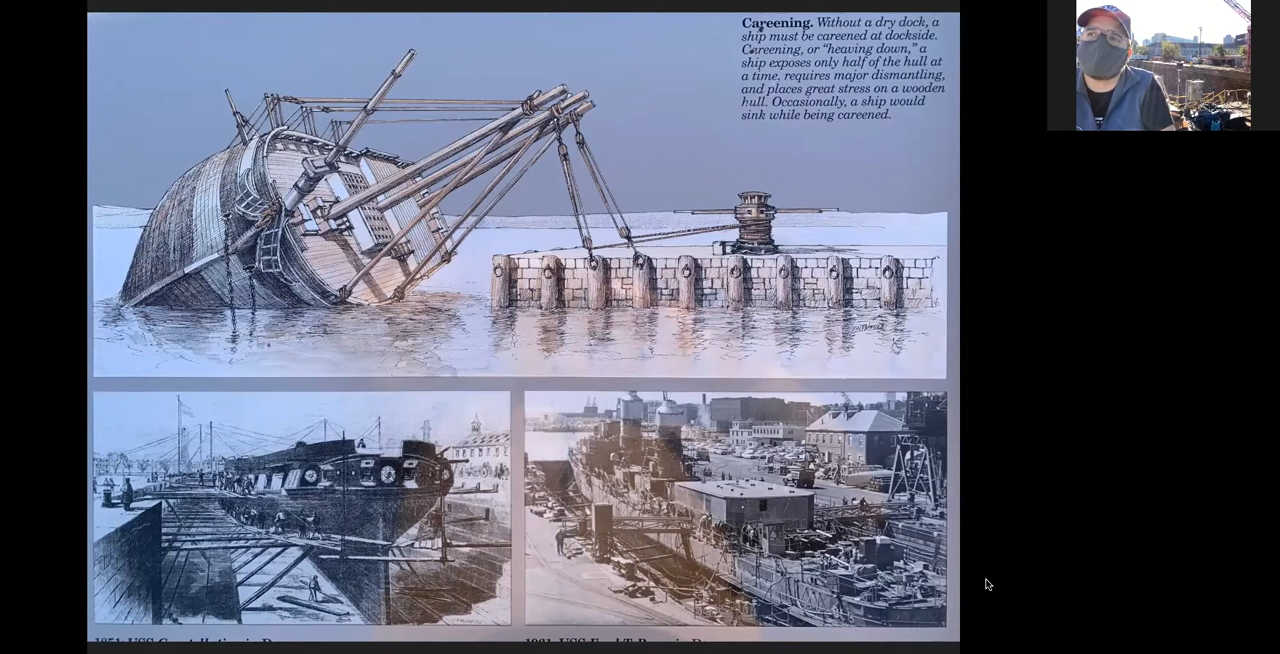 Careening. Without a dry dock, a
ship must be careened at dockside.
Careening, or “heaving down,” a
ship exposes only half of the hull at
a time, requires major dismantling,
and places great stress on a wooden
hull. Occasionally, a ship would
sink while being careened.